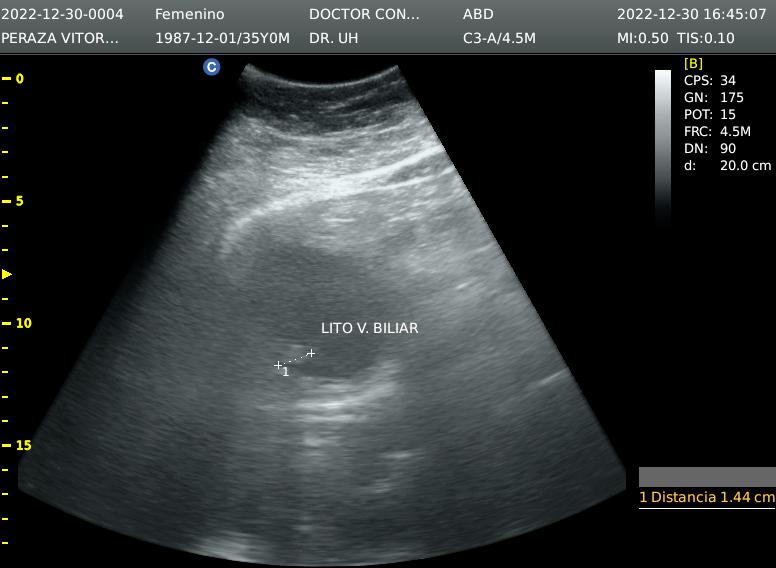 2022-12-30-0004 Femenino DOCTOR CON... ABD 2022-12-30 16:45:07
PERAZA VITOR... 1987-12-01/35Y0M DR. UH C3-A/4.5M MI:0.50 TIS:0.10
C
[B]
CPS: 34
GN: 175
POT: 15
FRC: 4.5M
DN: 90
d: 20.0 cm
0
5
10
15
LITO V. BILIAR
1
1 Distancia 1.44 cm